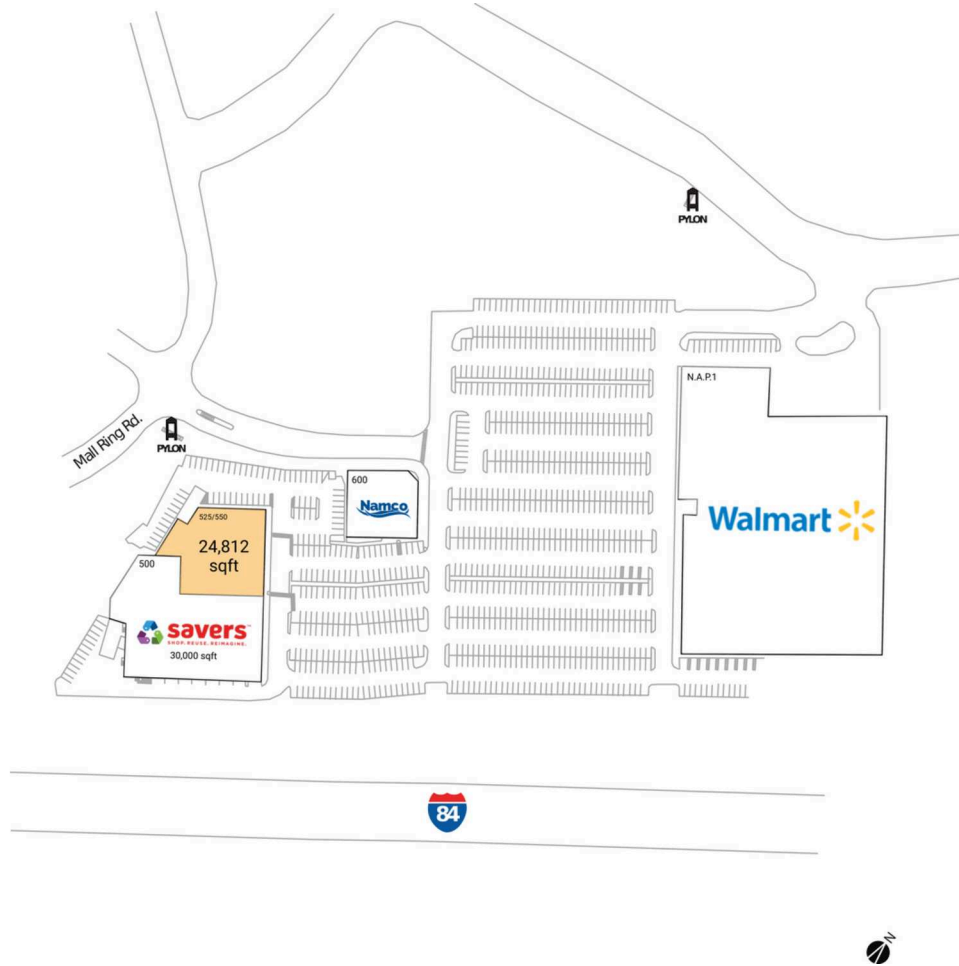 PYLON
N.A.P.1
Mall Ring Rd.
PYLON
600
Namco
525/550
24,812
sqft
500
Walmart
savers
SHOP. REUSE. REIMAGINE.
30,000 sqft
84
N